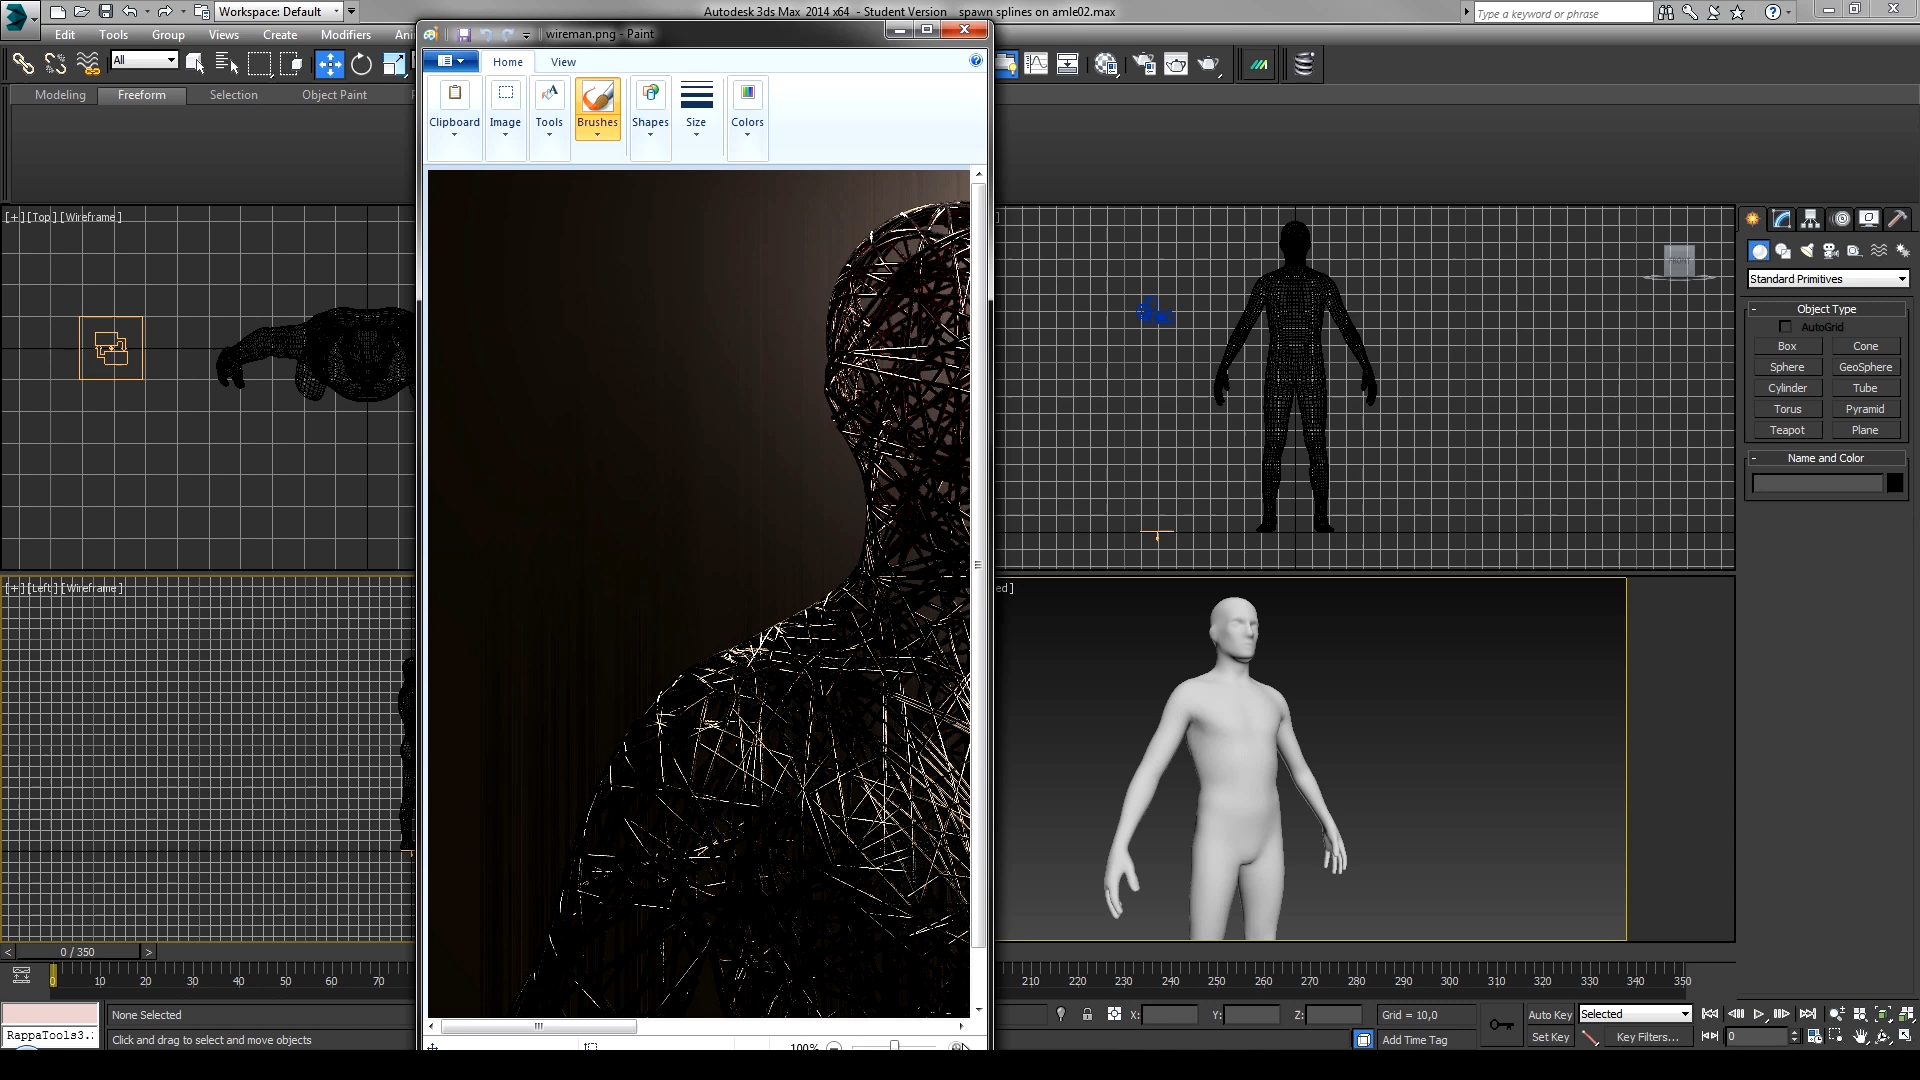 Workspace: Default
Autodesk 3ds Max 2014 x64 - Student Version spawn splines on amle02.max
Type a keyword or phrase
Edit Tools Group Views Create Modifiers
wireman.png - Paint
Home View
All
Modeling Freeform Selection Object Paint
Clipboard Image Tools Brushes Shapes Size Colors
[+][Top][Wireframe]
FRONT
Standard Primitives
- Object Type
AutoGrid
Box Cone
Sphere GeoSphere
Cylinder Tube
Torus Pyramid
Teapot Plane
- Name and Color
[+][Left][Wireframe]
ed]
< 0 / 350 >
0 10 20 30 40 50 60 70
210 220 230 240 250 260 270 280 290 300 310 320 330 340 350
None Selected
X: Y: Z: Grid = 10,0
Auto Key Selected
RappaTools3.
Click and drag to select and move objects
100%
Add Time Tag
Set Key Key Filters... 0